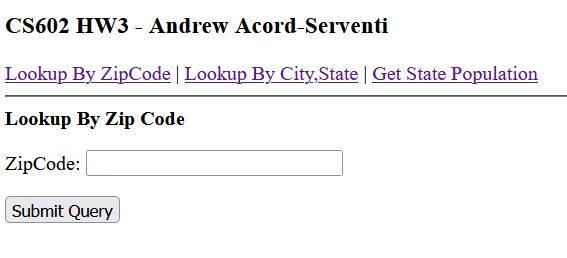 CS602 HW3 - Andrew Acord-Serventi
Lookup By ZipCode | Lookup By City,State | Get State Population
Lookup By Zip Code
ZipCode:
Submit Query